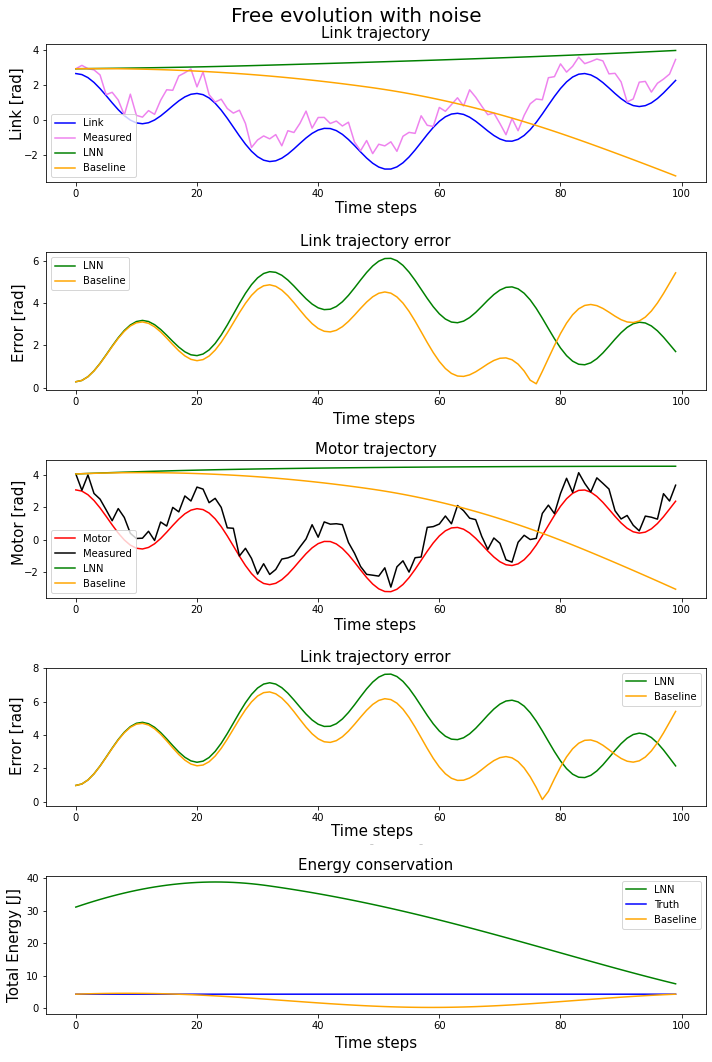 Free evolution with noise
Link trajectory
Link [rad]
4
2
0
−2
Link
Measured
LNN
Baseline
0 20 40 60 80 100
Time steps
Link trajectory error
Error [rad]
6
4
2
0
LNN
Baseline
0 20 40 60 80 100
Time steps
Motor trajectory
Motor [rad]
4
2
0
−2
Motor
Measured
LNN
Baseline
0 20 40 60 80 100
Time steps
Link trajectory error
Error [rad]
8
6
4
2
0
LNN
Baseline
0 20 40 60 80 100
Time steps
Energy conservation
Total Energy [J]
40
30
20
10
0
LNN
Truth
Baseline
0 20 40 60 80 100
Time steps